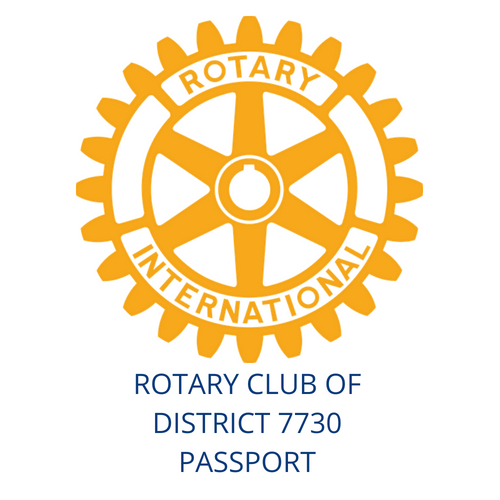 ROTARY
INTERNATIONAL
ROTARY CLUB OF
DISTRICT 7730
PASSPORT